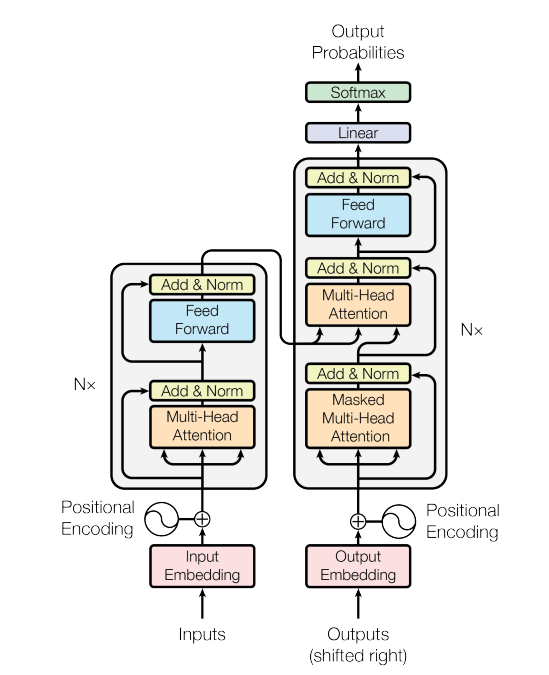 Output
Probabilities
Softmax
Linear
Add & Norm
Feed
Forward
Add & Norm
Multi-Head
Attention
Add & Norm
Masked
Multi-Head
Attention
N×
Add & Norm
Feed
Forward
Add & Norm
Multi-Head
Attention
N×
Positional
Encoding
Positional
Encoding
Input
Embedding
Output
Embedding
Inputs
Outputs
(shifted right)